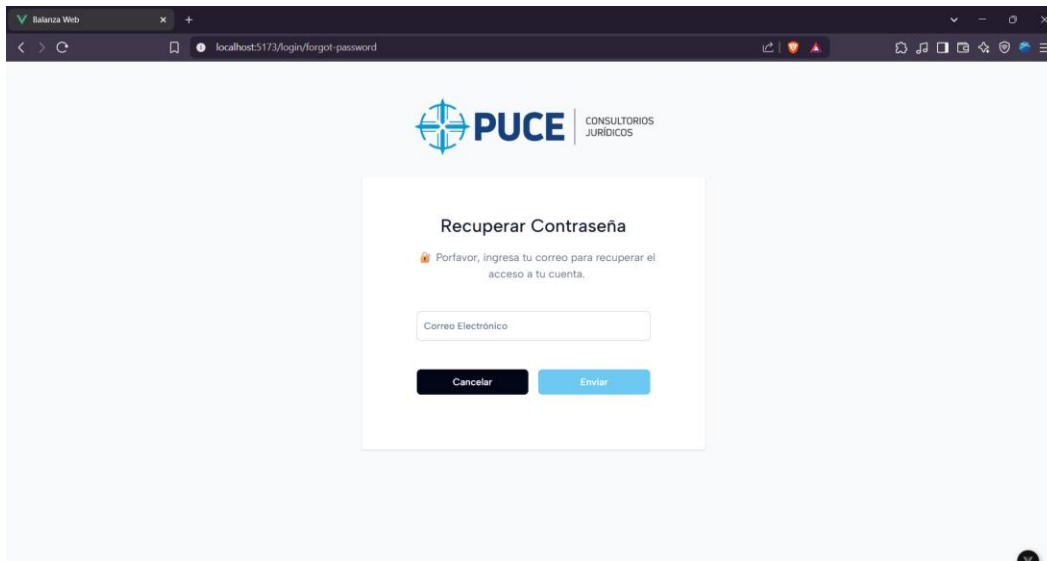 Balanza Web
localhost:5173/login/forgot-password
PUCE
CONSULTORIOS
JURÍDICOS
Recuperar Contraseña
🔐 Porfavor, ingresa tu correo para recuperar el
acceso a tu cuenta.
Correo Electrónico
Cancelar
Enviar